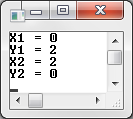 X1 = 0
Y1 = 2
X2 = 2
Y2 = 0